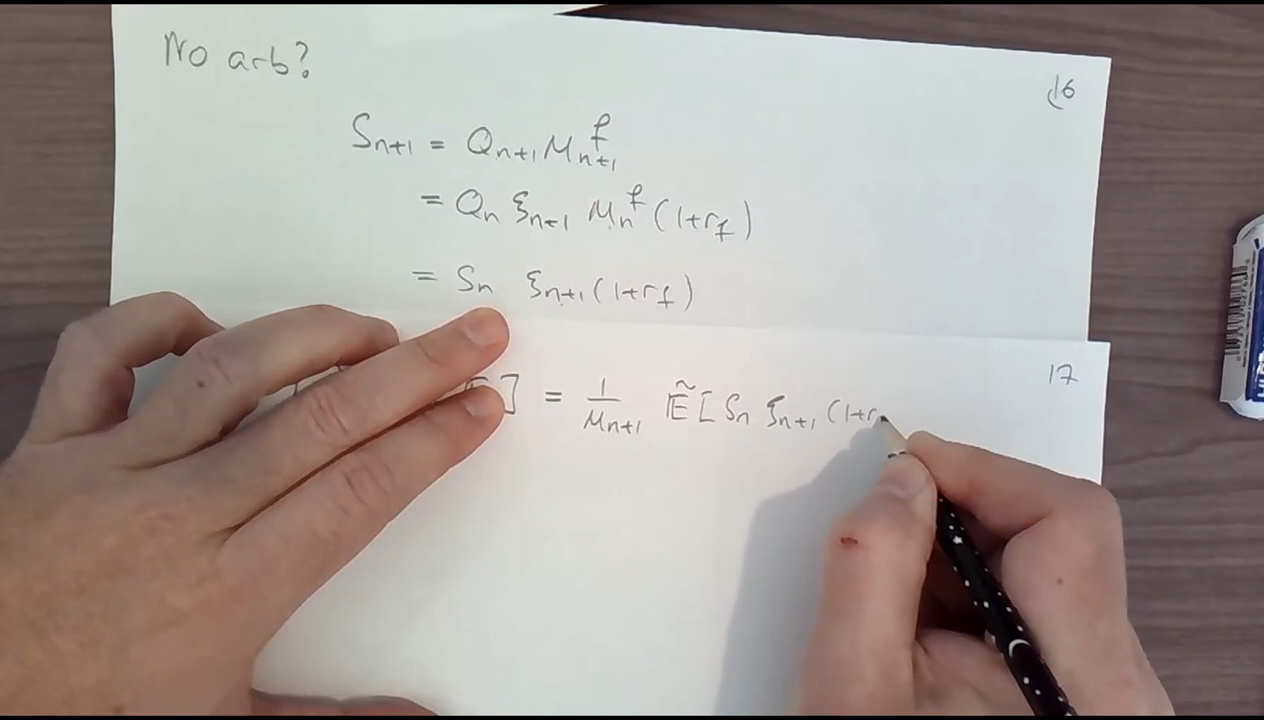 No arb?
16
S_{n+1} = Q_{n+1} M^f_{n+1}
= Q_n ξ_{n+1} M^f_n (1+r_f)
= S_n ξ_{n+1} (1+r_f)
17
] = 1/M_{n+1} Ẽ[S_n ξ_{n+1} (1+r